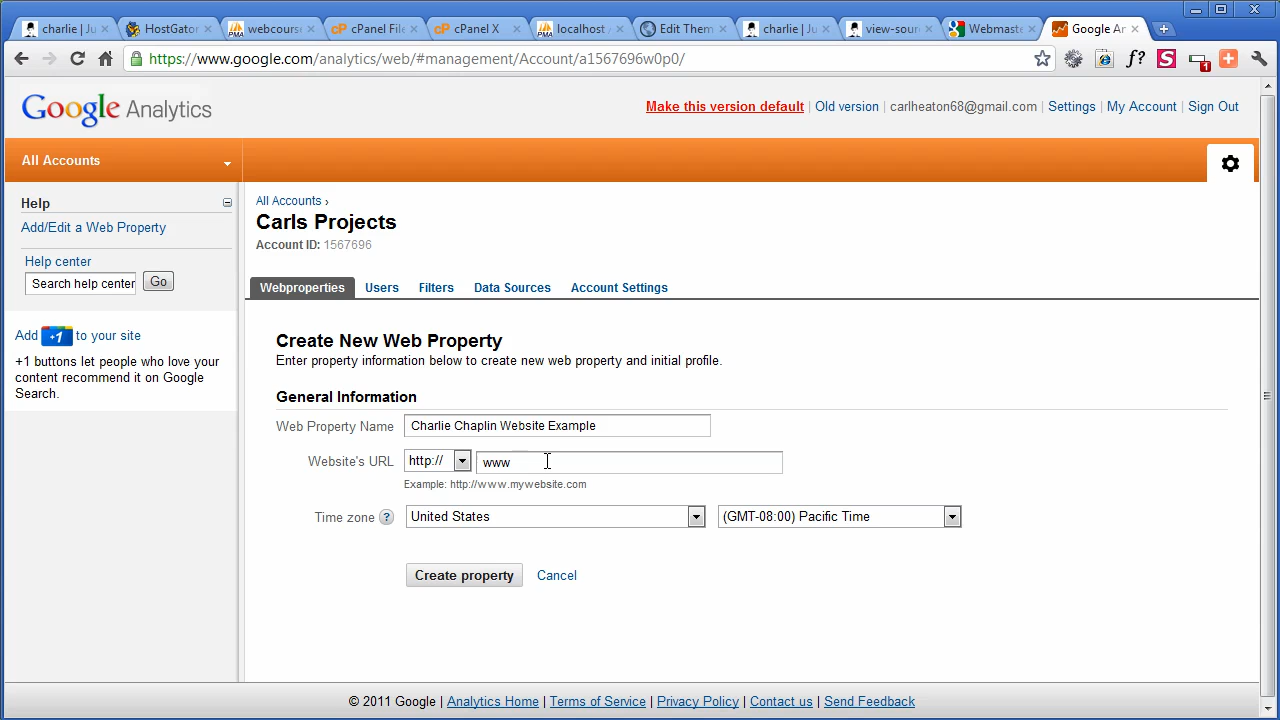 charlie | Ju
HostGator
webcours
cPanel File
cPanel X
localhost /
Edit Them
charlie | Ju
view-sour
Webmaste
Google An
https://www.google.com/analytics/web/#management/Account/a1567696w0p0/
Google Analytics
Make this version default | Old version | carlheaton68@gmail.com | Settings | My Account | Sign Out
All Accounts
Help
Add/Edit a Web Property
Help center
Search help center Go
Add +1 to your site
+1 buttons let people who love your
content recommend it on Google
Search.
All Accounts ›
Carls Projects
Account ID: 1567696
Webproperties Users Filters Data Sources Account Settings
Create New Web Property
Enter property information below to create new web property and initial profile.
General Information
Web Property Name Charlie Chaplin Website Example
Website's URL http:// www
Example: http://www.mywebsite.com
Time zone ? United States (GMT-08:00) Pacific Time
Create property Cancel
© 2011 Google | Analytics Home | Terms of Service | Privacy Policy | Contact us | Send Feedback